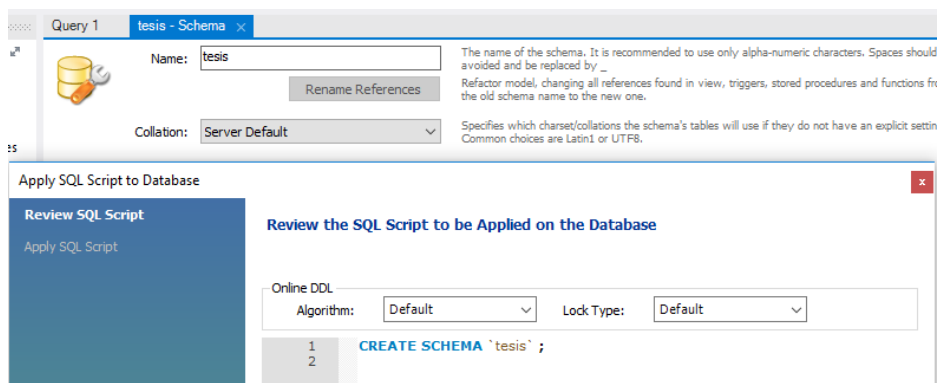 Query 1
tesis - Schema
Name:
tesis
The name of the schema. It is recommended to use only alpha-numeric characters. Spaces should
avoided and be replaced by _
Rename References
Refactor model, changing all references found in view, triggers, stored procedures and functions
the old schema name to the new one.
Collation:
Server Default
Specifies which charset/collations the schema's tables will use if they do not have an explicit
Common choices are Latin1 or UTF8.
es
Apply SQL Script to Database
x
Review SQL Script
Apply SQL Script
Review the SQL Script to be Applied on the Database
Online DDL
Algorithm:
Default
Lock Type:
Default
1
CREATE SCHEMA `tesis` ;
2